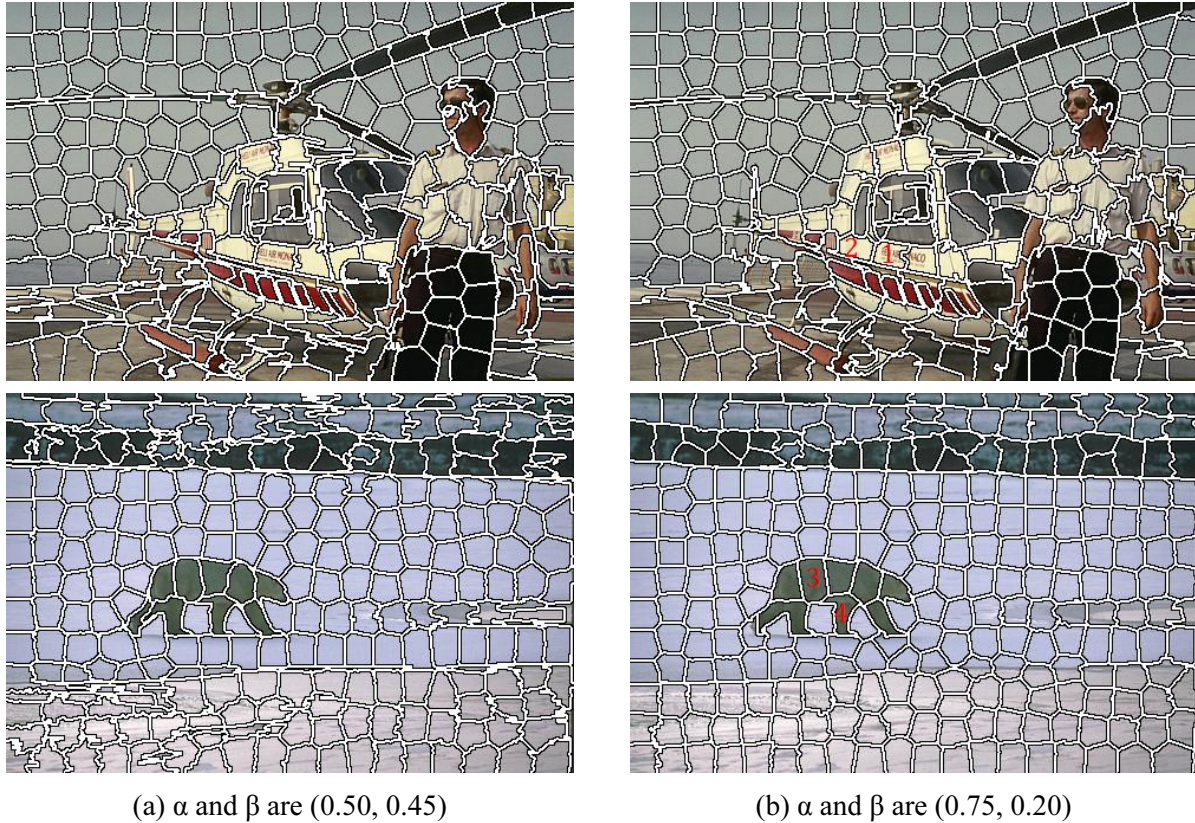 2 1
3
4
(a) α and β are (0.50, 0.45)
(b) α and β are (0.75, 0.20)